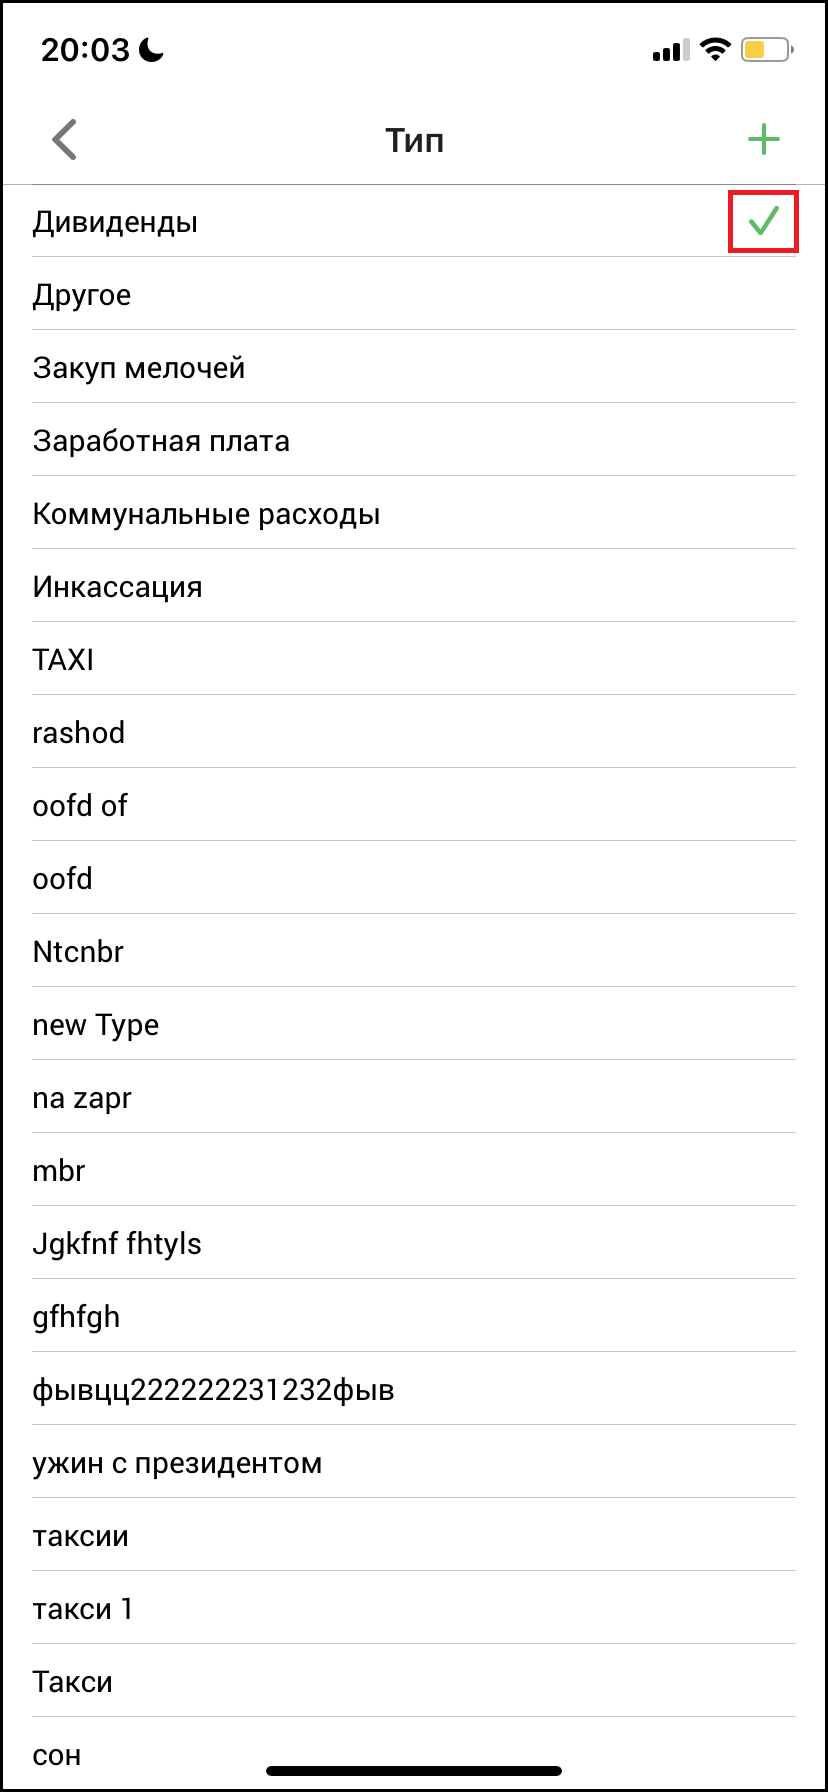 20:03
Тип
Дивиденды
Другое
Закуп мелочей
Заработная плата
Коммунальные расходы
Инкассация
TAXI
rashod
oofd of
oofd
Ntcnbr
new Type
na zapr
mbr
Jgkfnf fhtyls
gfhfgh
фывцц222222231232фыв
ужин с президентом
таксии
такси 1
Такси
сон